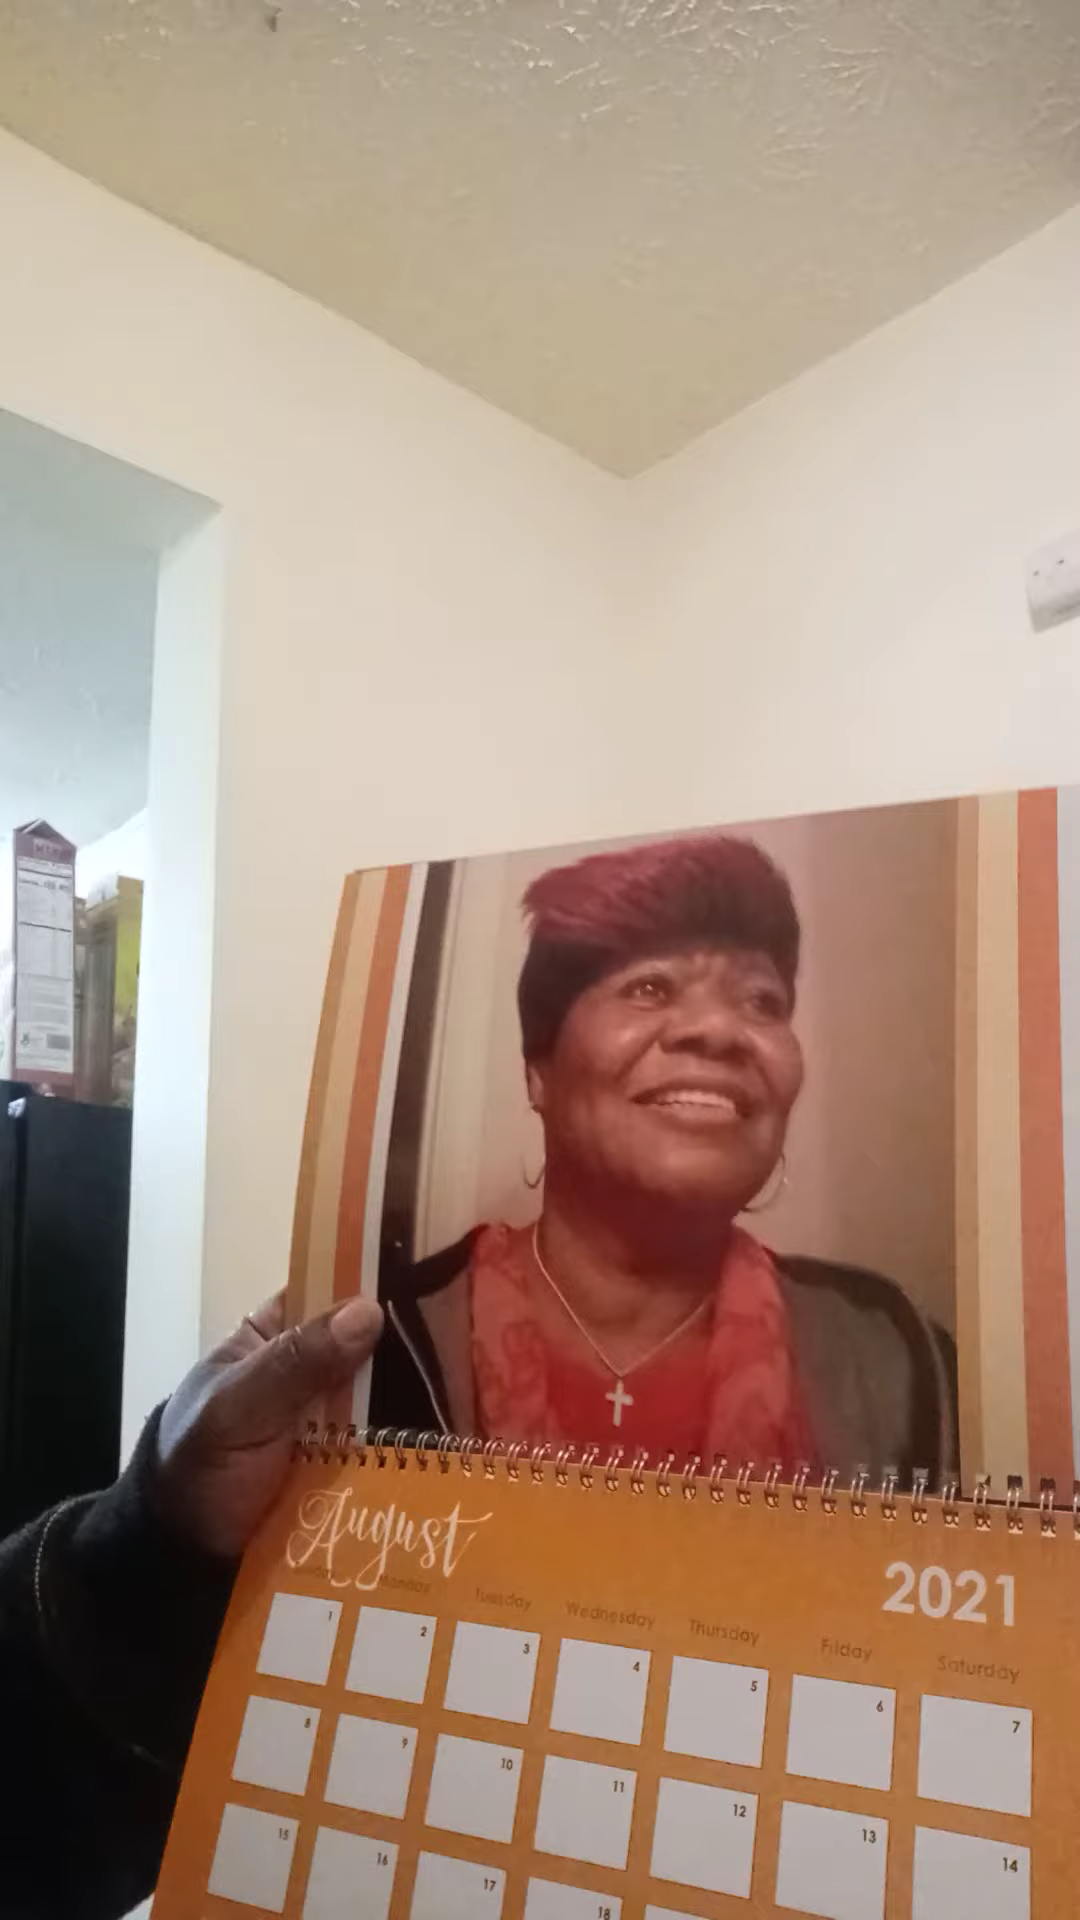 August
2021
Sunday Monday Tuesday Wednesday Thursday Friday Saturday
1 2 3 4 5 6 7
8 9 10 11 12 13 14
15 16 17 18